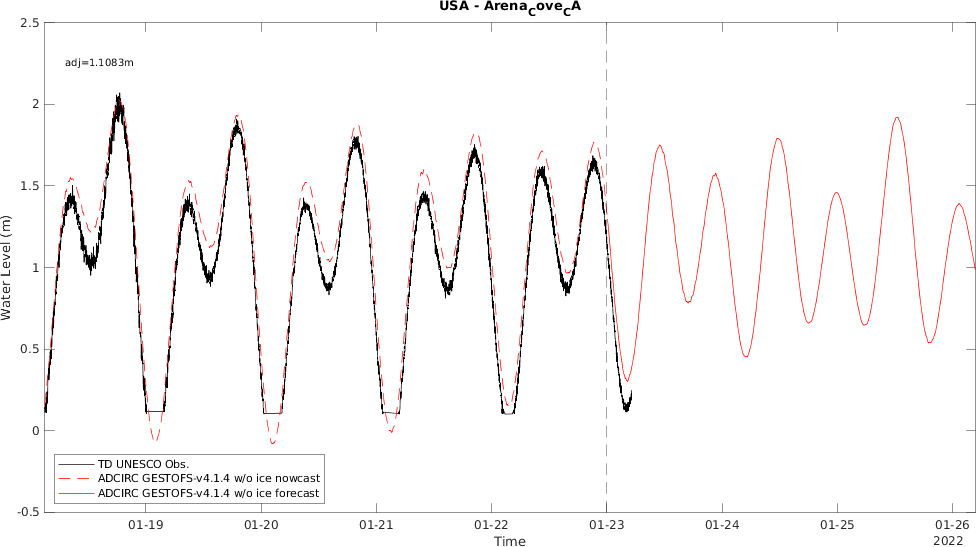 USA - ArenaCoveCA
2.5
adj=1.1083m
2
1.5
1
0.5
0
-0.5
Water Level (m)
TD UNESCO Obs.
ADCIRC GESTOFS-v4.1.4 w/o ice nowcast
ADCIRC GESTOFS-v4.1.4 w/o ice forecast
01-19 01-20 01-21 01-22 01-23 01-24 01-25 01-26
Time
2022